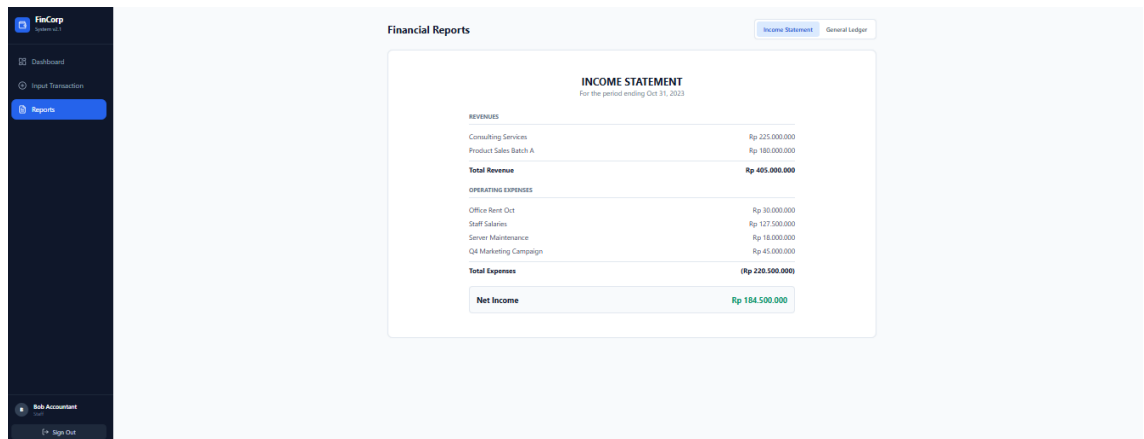 FinCorp
System v2.1
Dashboard
Input Transaction
Reports
Bob Accountant
Staff
Sign Out
Financial Reports
Income Statement General Ledger
INCOME STATEMENT
For the period ending Oct 31, 2023
REVENUES
Consulting Services Rp 225.000.000
Product Sales Batch A Rp 180.000.000
Total Revenue Rp 405.000.000
OPERATING EXPENSES
Office Rent Oct Rp 30.000.000
Staff Salaries Rp 127.500.000
Server Maintenance Rp 18.000.000
Q4 Marketing Campaign Rp 45.000.000
Total Expenses (Rp 220.500.000)
Net Income Rp 184.500.000